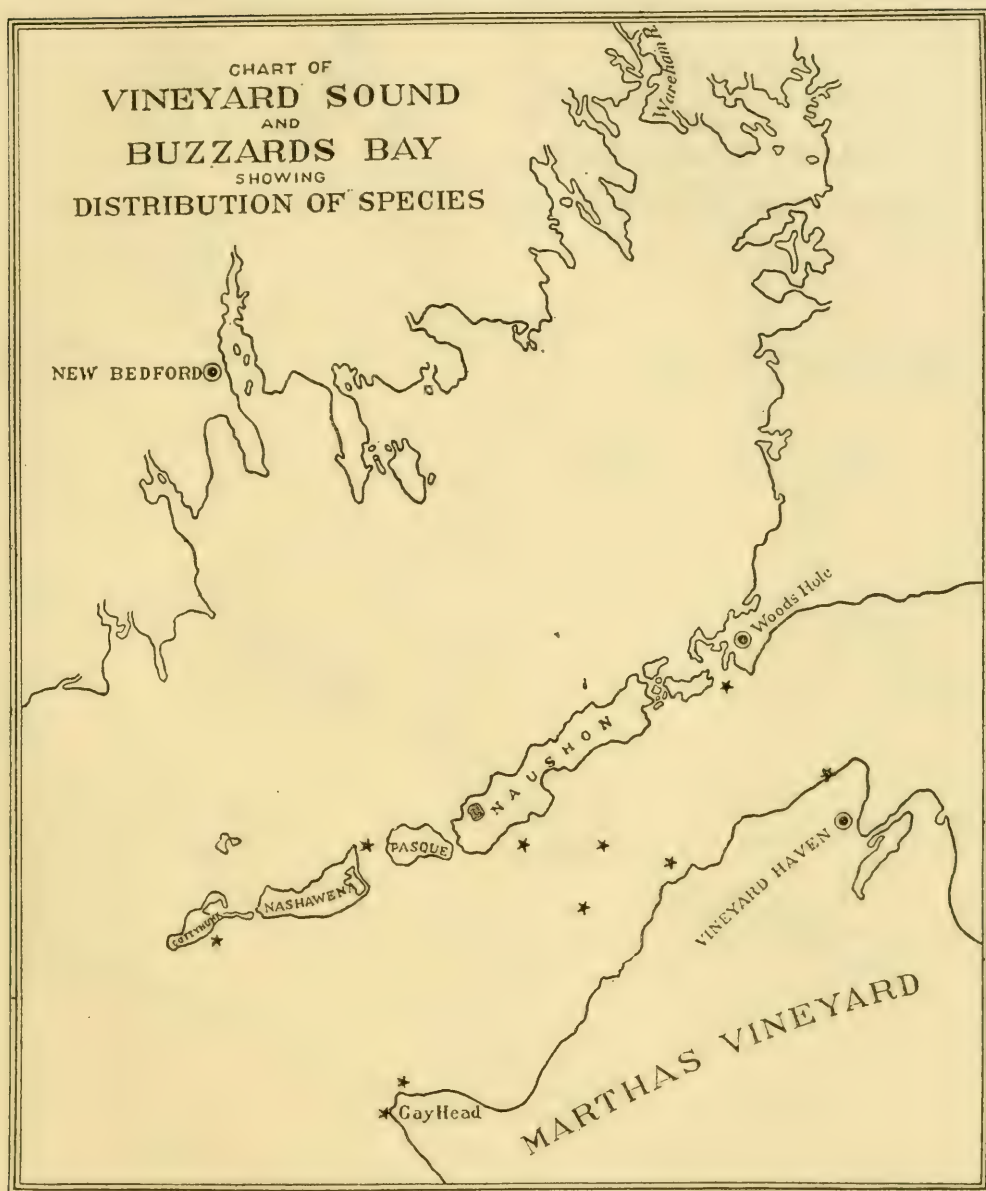 CHART OF
VINEYARD SOUND
AND
BUZZARDS BAY
SHOWING
DISTRIBUTION OF SPECIES
Wareham R.
NEW BEDFORD
Woods Hole
NAUSHON
PASQUE
NASHAWENA
CUTTYHUNK
VINEYARD HAVEN
MARTHAS VINEYARD
Gay Head